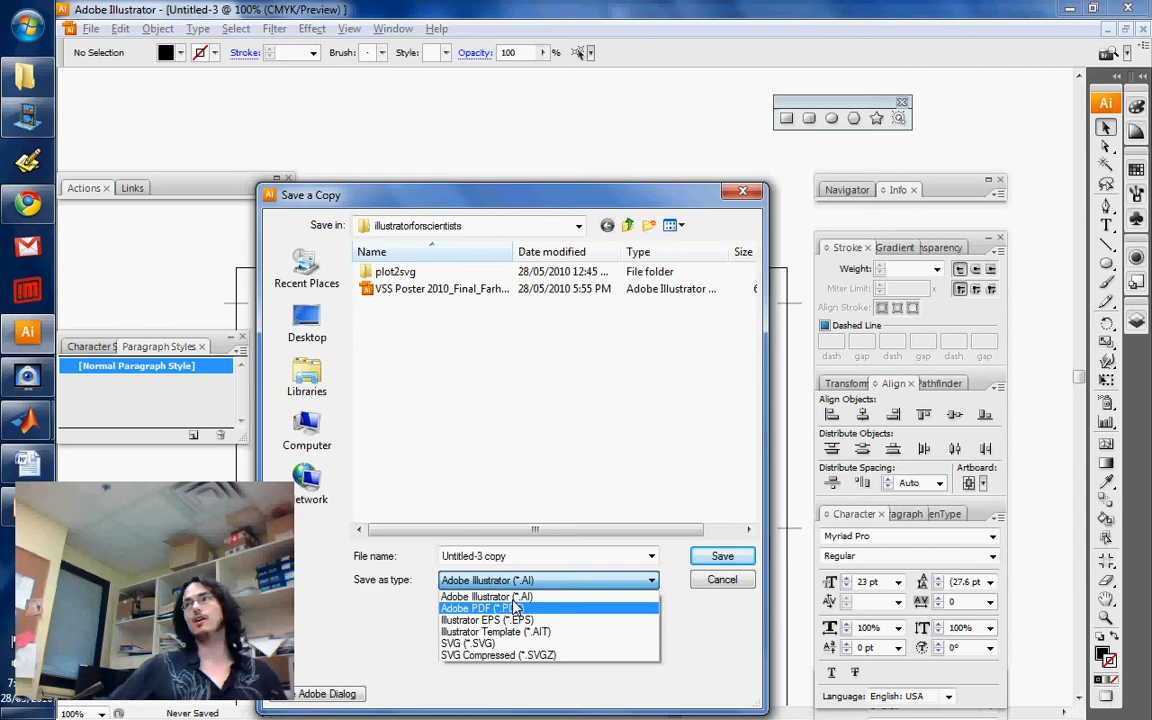 Adobe Illustrator - [Untitled-3 @ 100% (CMYK/Preview) ]
File Edit Object Type Select Filter Effect View Window Help
No Selection Stroke: Brush: Style: Opacity: 100 %
Actions Links
Save a Copy
Navigator Info
Save in: illustratorforscientists
Name Date modified Type Size
Recent Places
plot2svg 28/05/2010 12:45 ... File folder
VSS Poster 2010_Final_Farh... 28/05/2010 5:55 PM Adobe Illustrator ... 6
Desktop
Libraries
Computer
etwork
Stroke Gradient nsparency
Weight:
Miter Limit: x
Align Stroke:
Dashed Line
dash gap dash gap dash gap
Character S Paragraph Styles
[Normal Paragraph Style]
Transform Align Pathfinder
Align Objects:
Distribute Objects:
Distribute Spacing: Artboard:
Auto
File name: Untitled-3 copy Save
Save as type: Adobe Illustrator (*.AI) Cancel
Adobe Illustrator (*.AI)
Adobe PDF (*.PDF)
Illustrator EPS (*.EPS)
Illustrator Template (*.AIT)
SVG (*.SVG)
SVG Compressed (*.SVGZ)
Adobe Dialog
Character aragraph enType
Myriad Pro
Regular
23 pt (27.6
Auto 0
100% 100%
0 pt 0°
Language: English: USA
100% Never Saved